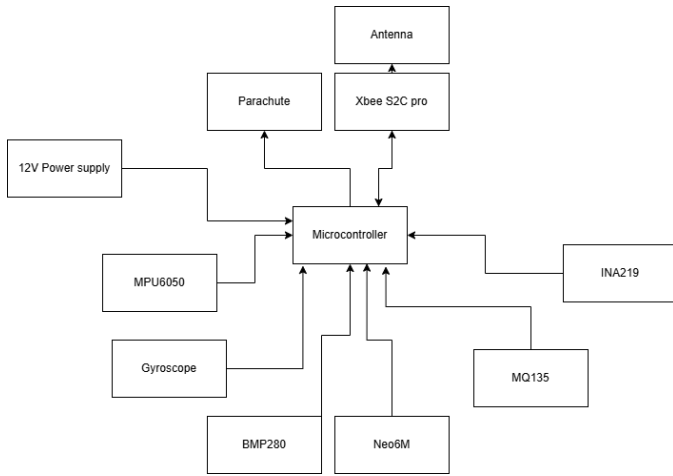 Antenna
Parachute
Xbee S2C pro
12V Power supply
Microcontroller
MPU6050
INA219
Gyroscope
MQ135
BMP280
Neo6M